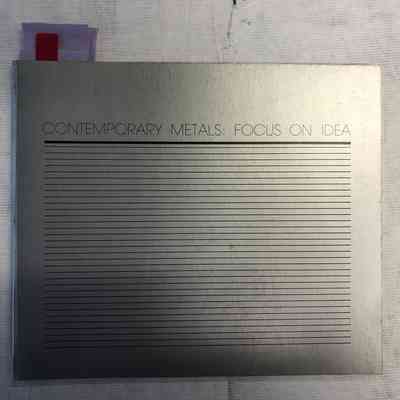 CONTEMPORARY METALS: FOCUS ON IDEA